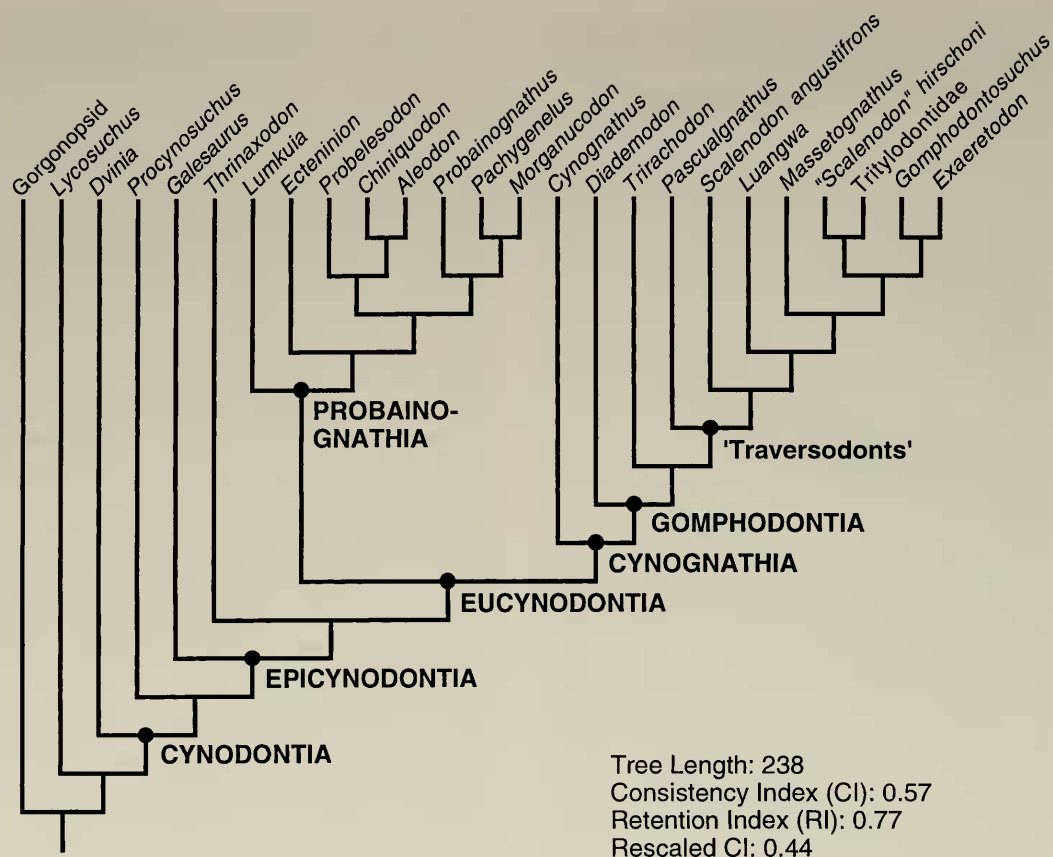 Gorgonopsid
Lycosuchus
Dvinia
Procynosuchus
Galesaurus
Thrinaxodon
Lumkuia
Ecteninion
Probelesodon
Chiniquodon
Aleodon
Probainognathus
Pachygenelus
Morganucodon
Cynognathus
Diademodon
Trirachodon
Pascualgnathus
Scalenodon angustifrons
Luangwa
Massetognathus
"Scalenodon" hirschoni
Tritylodontidae
Gomphodontosuchus
Exaeretodon
PROBAINO-
GNATHIA
'Traversodonts'
GOMPHODONTIA
CYNOGNATHIA
EUCYNODONTIA
EPICYNODONTIA
CYNODONTIA
Tree Length: 238
Consistency Index (CI): 0.57
Retention Index (RI): 0.77
Rescaled CI: 0.44